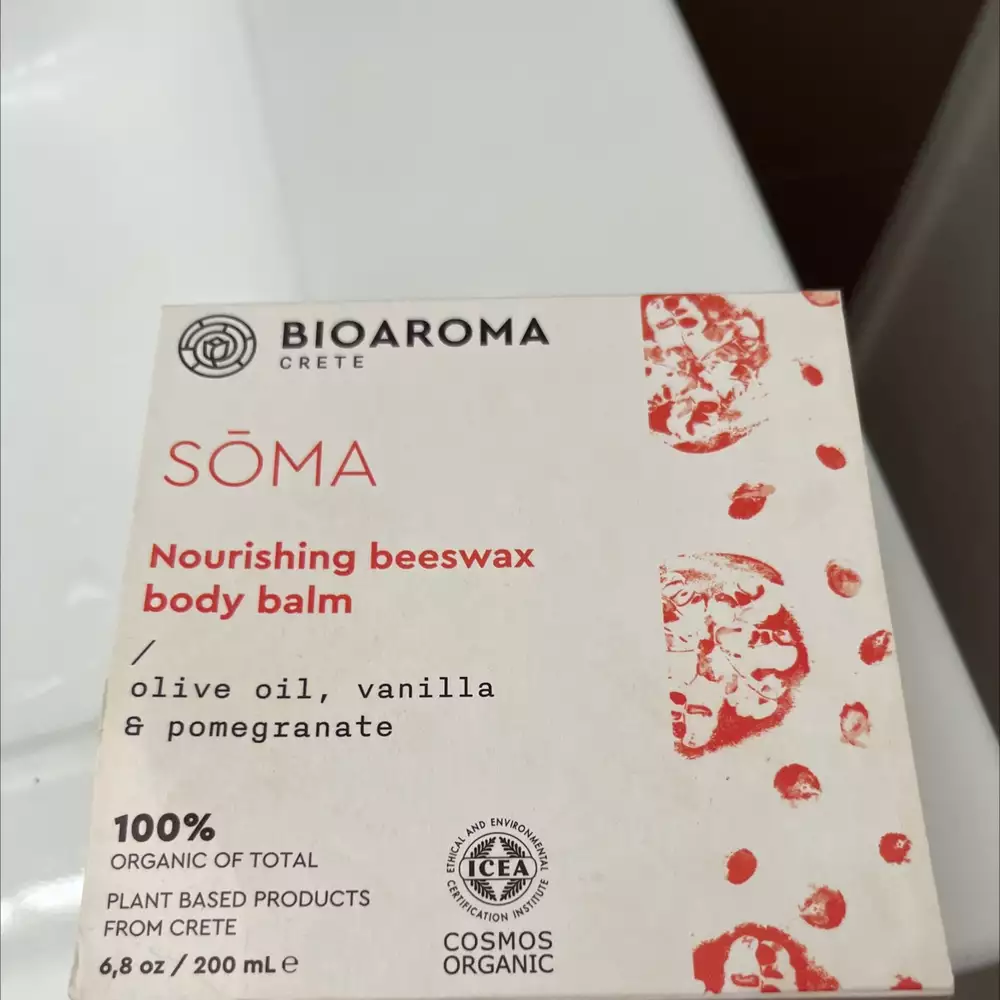 BIOAROMA
CRETE
SŌMA
Nourishing beeswax
body balm
/
olive oil, vanilla
& pomegranate
100%
ORGANIC OF TOTAL
PLANT BASED PRODUCTS
FROM CRETE
6,8 oz / 200 mL ℮
ETHICAL AND ENVIRONMENTAL
ICEA
CERTIFICATION INSTITUTE
COSMOS
ORGANIC